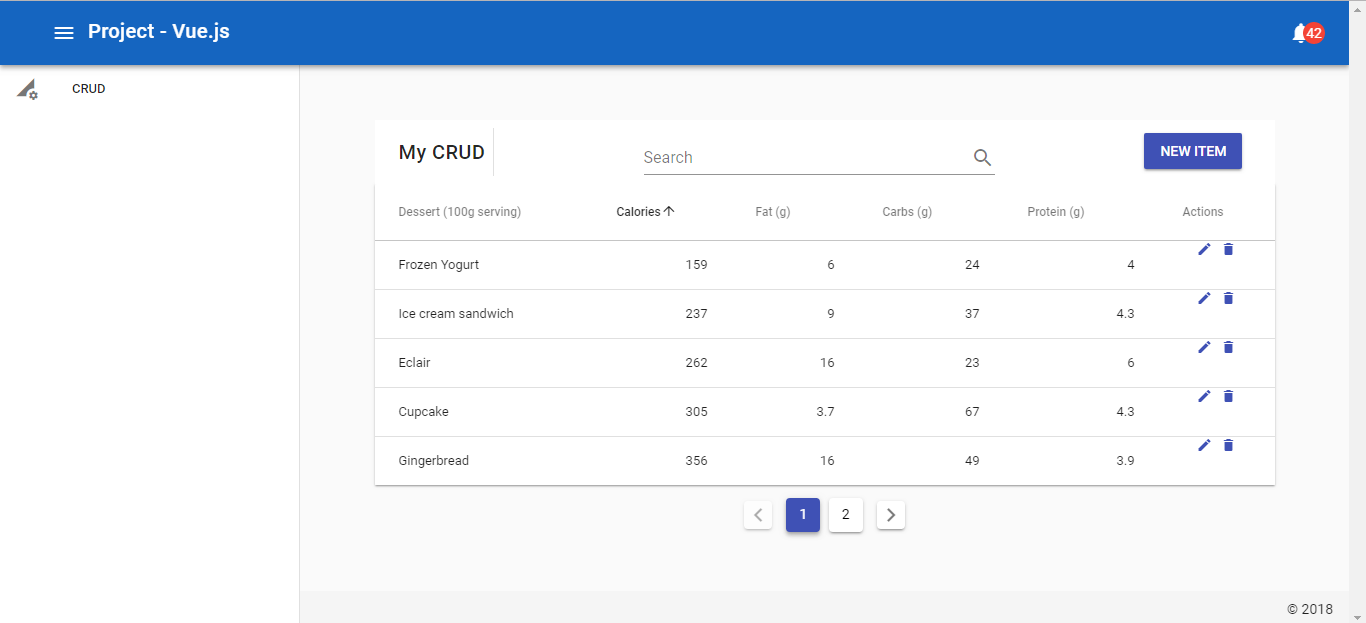 Project - Vue.js
42
CRUD
My CRUD
Search
NEW ITEM
Dessert (100g serving) Calories Fat (g) Carbs (g) Protein (g) Actions
Frozen Yogurt 159 6 24 4
Ice cream sandwich 237 9 37 4.3
Eclair 262 16 23 6
Cupcake 305 3.7 67 4.3
Gingerbread 356 16 49 3.9
1 2
© 2018